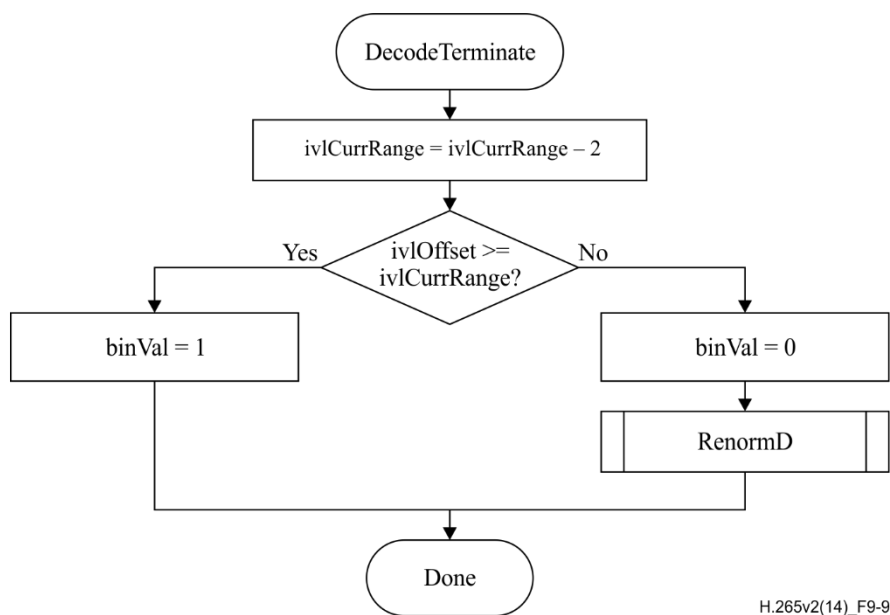 DecodeTerminate
ivlCurrRange = ivlCurrRange – 2
Yes
ivlOffset >=
ivlCurrRange?
No
binVal = 1
binVal = 0
RenormD
Done
H.265v2(14)_F9-9